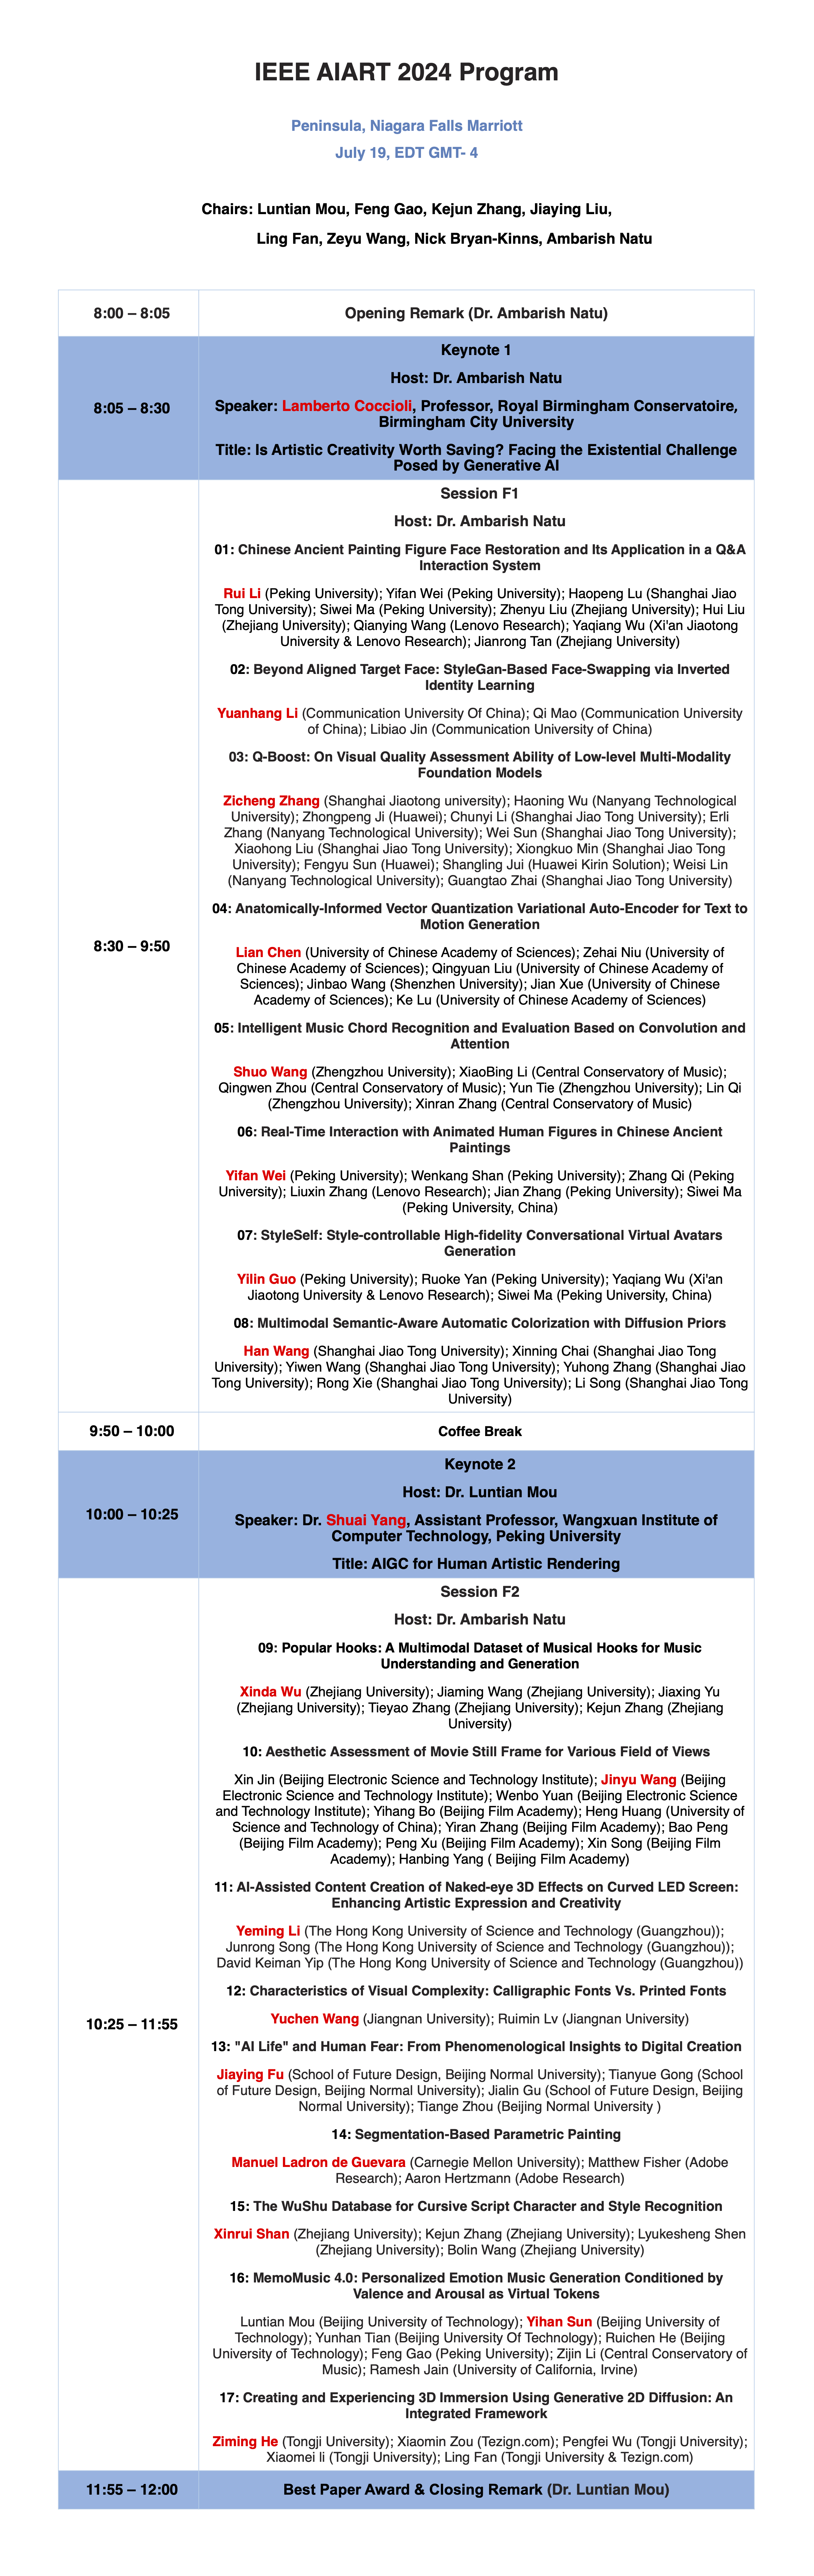 IEEE AIART 2024 Program
Peninsula, Niagara Falls Marriott
July 19, EDT GMT- 4
Chairs: Luntian Mou, Feng Gao, Kejun Zhang, Jiaying Liu,
Ling Fan, Zeyu Wang, Nick Bryan-Kinns, Ambarish Natu
8:00 – 8:05
Opening Remark (Dr. Ambarish Natu)
8:05 – 8:30
Keynote 1
Host: Dr. Ambarish Natu
Speaker: Lamberto Coccioli, Professor, Royal Birmingham Conservatoire,
Birmingham City University
Title: Is Artistic Creativity Worth Saving? Facing the Existential Challenge
Posed by Generative AI
8:30 – 9:50
Session F1
Host: Dr. Ambarish Natu
01: Chinese Ancient Painting Figure Face Restoration and Its Application in a Q&A
Interaction System
Rui Li (Peking University); Yifan Wei (Peking University); Haopeng Lu (Shanghai Jiao
Tong University); Siwei Ma (Peking University); Zhenyu Liu (Zhejiang University); Hui Liu
(Zhejiang University); Qianying Wang (Lenovo Research); Yaqiang Wu (Xi'an Jiaotong
University & Lenovo Research); Jianrong Tan (Zhejiang University)
02: Beyond Aligned Target Face: StyleGan-Based Face-Swapping via Inverted
Identity Learning
Yuanhang Li (Communication University Of China); Qi Mao (Communication University
of China); Libiao Jin (Communication University of China)
03: Q-Boost: On Visual Quality Assessment Ability of Low-level Multi-Modality
Foundation Models
Zicheng Zhang (Shanghai Jiaotong university); Haoning Wu (Nanyang Technological
University); Zhongpeng Ji (Huawei); Chunyi Li (Shanghai Jiao Tong University); Erli
Zhang (Nanyang Technological University); Wei Sun (Shanghai Jiao Tong University);
Xiaohong Liu (Shanghai Jiao Tong University); Xiongkuo Min (Shanghai Jiao Tong
University); Fengyu Sun (Huawei); Shangling Jui (Huawei Kirin Solution); Weisi Lin
(Nanyang Technological University); Guangtao Zhai (Shanghai Jiao Tong University)
04: Anatomically-Informed Vector Quantization Variational Auto-Encoder for Text to
Motion Generation
Lian Chen (University of Chinese Academy of Sciences); Zehai Niu (University of
Chinese Academy of Sciences); Qingyuan Liu (University of Chinese Academy of
Sciences); Jinbao Wang (Shenzhen University); Jian Xue (University of Chinese
Academy of Sciences); Ke Lu (University of Chinese Academy of Sciences)
05: Intelligent Music Chord Recognition and Evaluation Based on Convolution and
Attention
Shuo Wang (Zhengzhou University); XiaoBing Li (Central Conservatory of Music);
Qingwen Zhou (Central Conservatory of Music); Yun Tie (Zhengzhou University); Lin Qi
(Zhengzhou University); Xinran Zhang (Central Conservatory of Music)
06: Real-Time Interaction with Animated Human Figures in Chinese Ancient
Paintings
Yifan Wei (Peking University); Wenkang Shan (Peking University); Zhang Qi (Peking
University); Liuxin Zhang (Lenovo Research); Jian Zhang (Peking University); Siwei Ma
(Peking University, China)
07: StyleSelf: Style-controllable High-fidelity Conversational Virtual Avatars
Generation
Yilin Guo (Peking University); Ruoke Yan (Peking University); Yaqiang Wu (Xi'an
Jiaotong University & Lenovo Research); Siwei Ma (Peking University, China)
08: Multimodal Semantic-Aware Automatic Colorization with Diffusion Priors
Han Wang (Shanghai Jiao Tong University); Xinning Chai (Shanghai Jiao Tong
University); Yiwen Wang (Shanghai Jiao Tong University); Yuhong Zhang (Shanghai Jiao
Tong University); Rong Xie (Shanghai Jiao Tong University); Li Song (Shanghai Jiao Tong
University)
9:50 – 10:00
Coffee Break
10:00 – 10:25
Keynote 2
Host: Dr. Luntian Mou
Speaker: Dr. Shuai Yang, Assistant Professor, Wangxuan Institute of
Computer Technology, Peking University
Title: AIGC for Human Artistic Rendering
10:25 – 11:55
Session F2
Host: Dr. Ambarish Natu
09: Popular Hooks: A Multimodal Dataset of Musical Hooks for Music
Understanding and Generation
Xinda Wu (Zhejiang University); Jiaming Wang (Zhejiang University); Jiaxing Yu
(Zhejiang University); Tieyao Zhang (Zhejiang University); Kejun Zhang (Zhejiang
University)
10: Aesthetic Assessment of Movie Still Frame for Various Field of Views
Xin Jin (Beijing Electronic Science and Technology Institute); Jinyu Wang (Beijing
Electronic Science and Technology Institute); Wenbo Yuan (Beijing Electronic Science
and Technology Institute); Yihang Bo (Beijing Film Academy); Heng Huang (University of
Science and Technology of China); Yiran Zhang (Beijing Film Academy); Bao Peng
(Beijing Film Academy); Peng Xu (Beijing Film Academy); Xin Song (Beijing Film
Academy); Hanbing Yang ( Beijing Film Academy)
11: AI-Assisted Content Creation of Naked-eye 3D Effects on Curved LED Screen:
Enhancing Artistic Expression and Creativity
Yeming Li (The Hong Kong University of Science and Technology (Guangzhou));
Junrong Song (The Hong Kong University of Science and Technology (Guangzhou));
David Keiman Yip (The Hong Kong University of Science and Technology (Guangzhou))
12: Characteristics of Visual Complexity: Calligraphic Fonts Vs. Printed Fonts
Yuchen Wang (Jiangnan University); Ruimin Lv (Jiangnan University)
13: "AI Life" and Human Fear: From Phenomenological Insights to Digital Creation
Jiaying Fu (School of Future Design, Beijing Normal University); Tianyue Gong (School
of Future Design, Beijing Normal University); Jialin Gu (School of Future Design, Beijing
Normal University); Tiange Zhou (Beijing Normal University )
14: Segmentation-Based Parametric Painting
Manuel Ladron de Guevara (Carnegie Mellon University); Matthew Fisher (Adobe
Research); Aaron Hertzmann (Adobe Research)
15: The WuShu Database for Cursive Script Character and Style Recognition
Xinrui Shan (Zhejiang University); Kejun Zhang (Zhejiang University); Lyukesheng Shen
(Zhejiang University); Bolin Wang (Zhejiang University)
16: MemoMusic 4.0: Personalized Emotion Music Generation Conditioned by
Valence and Arousal as Virtual Tokens
Luntian Mou (Beijing University of Technology); Yihan Sun (Beijing University of
Technology); Yunhan Tian (Beijing University Of Technology); Ruichen He (Beijing
University of Technology); Feng Gao (Peking University); Zijin Li (Central Conservatory of
Music); Ramesh Jain (University of California, Irvine)
17: Creating and Experiencing 3D Immersion Using Generative 2D Diffusion: An
Integrated Framework
Ziming He (Tongji University); Xiaomin Zou (Tezign.com); Pengfei Wu (Tongji University);
Xiaomei li (Tongji University); Ling Fan (Tongji University & Tezign.com)
11:55 – 12:00
Best Paper Award & Closing Remark (Dr. Luntian Mou)